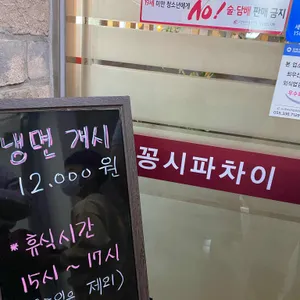 19세 미만 청소년에게
NO!
술·담배 판매 금지
냉면 개시
12,000원
꽁시파차이
* 휴식시간
15시~17시
제외)